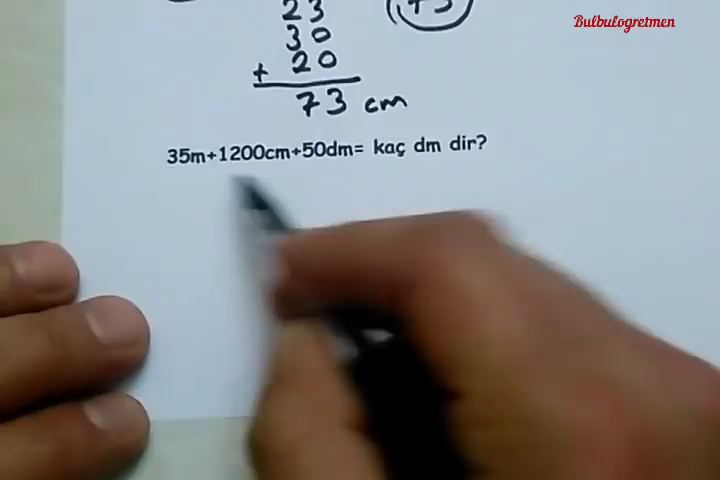 Bulbulogretmen
23
30
+ 20
73 cm
35m+1200cm+50dm= kaç dm dir?